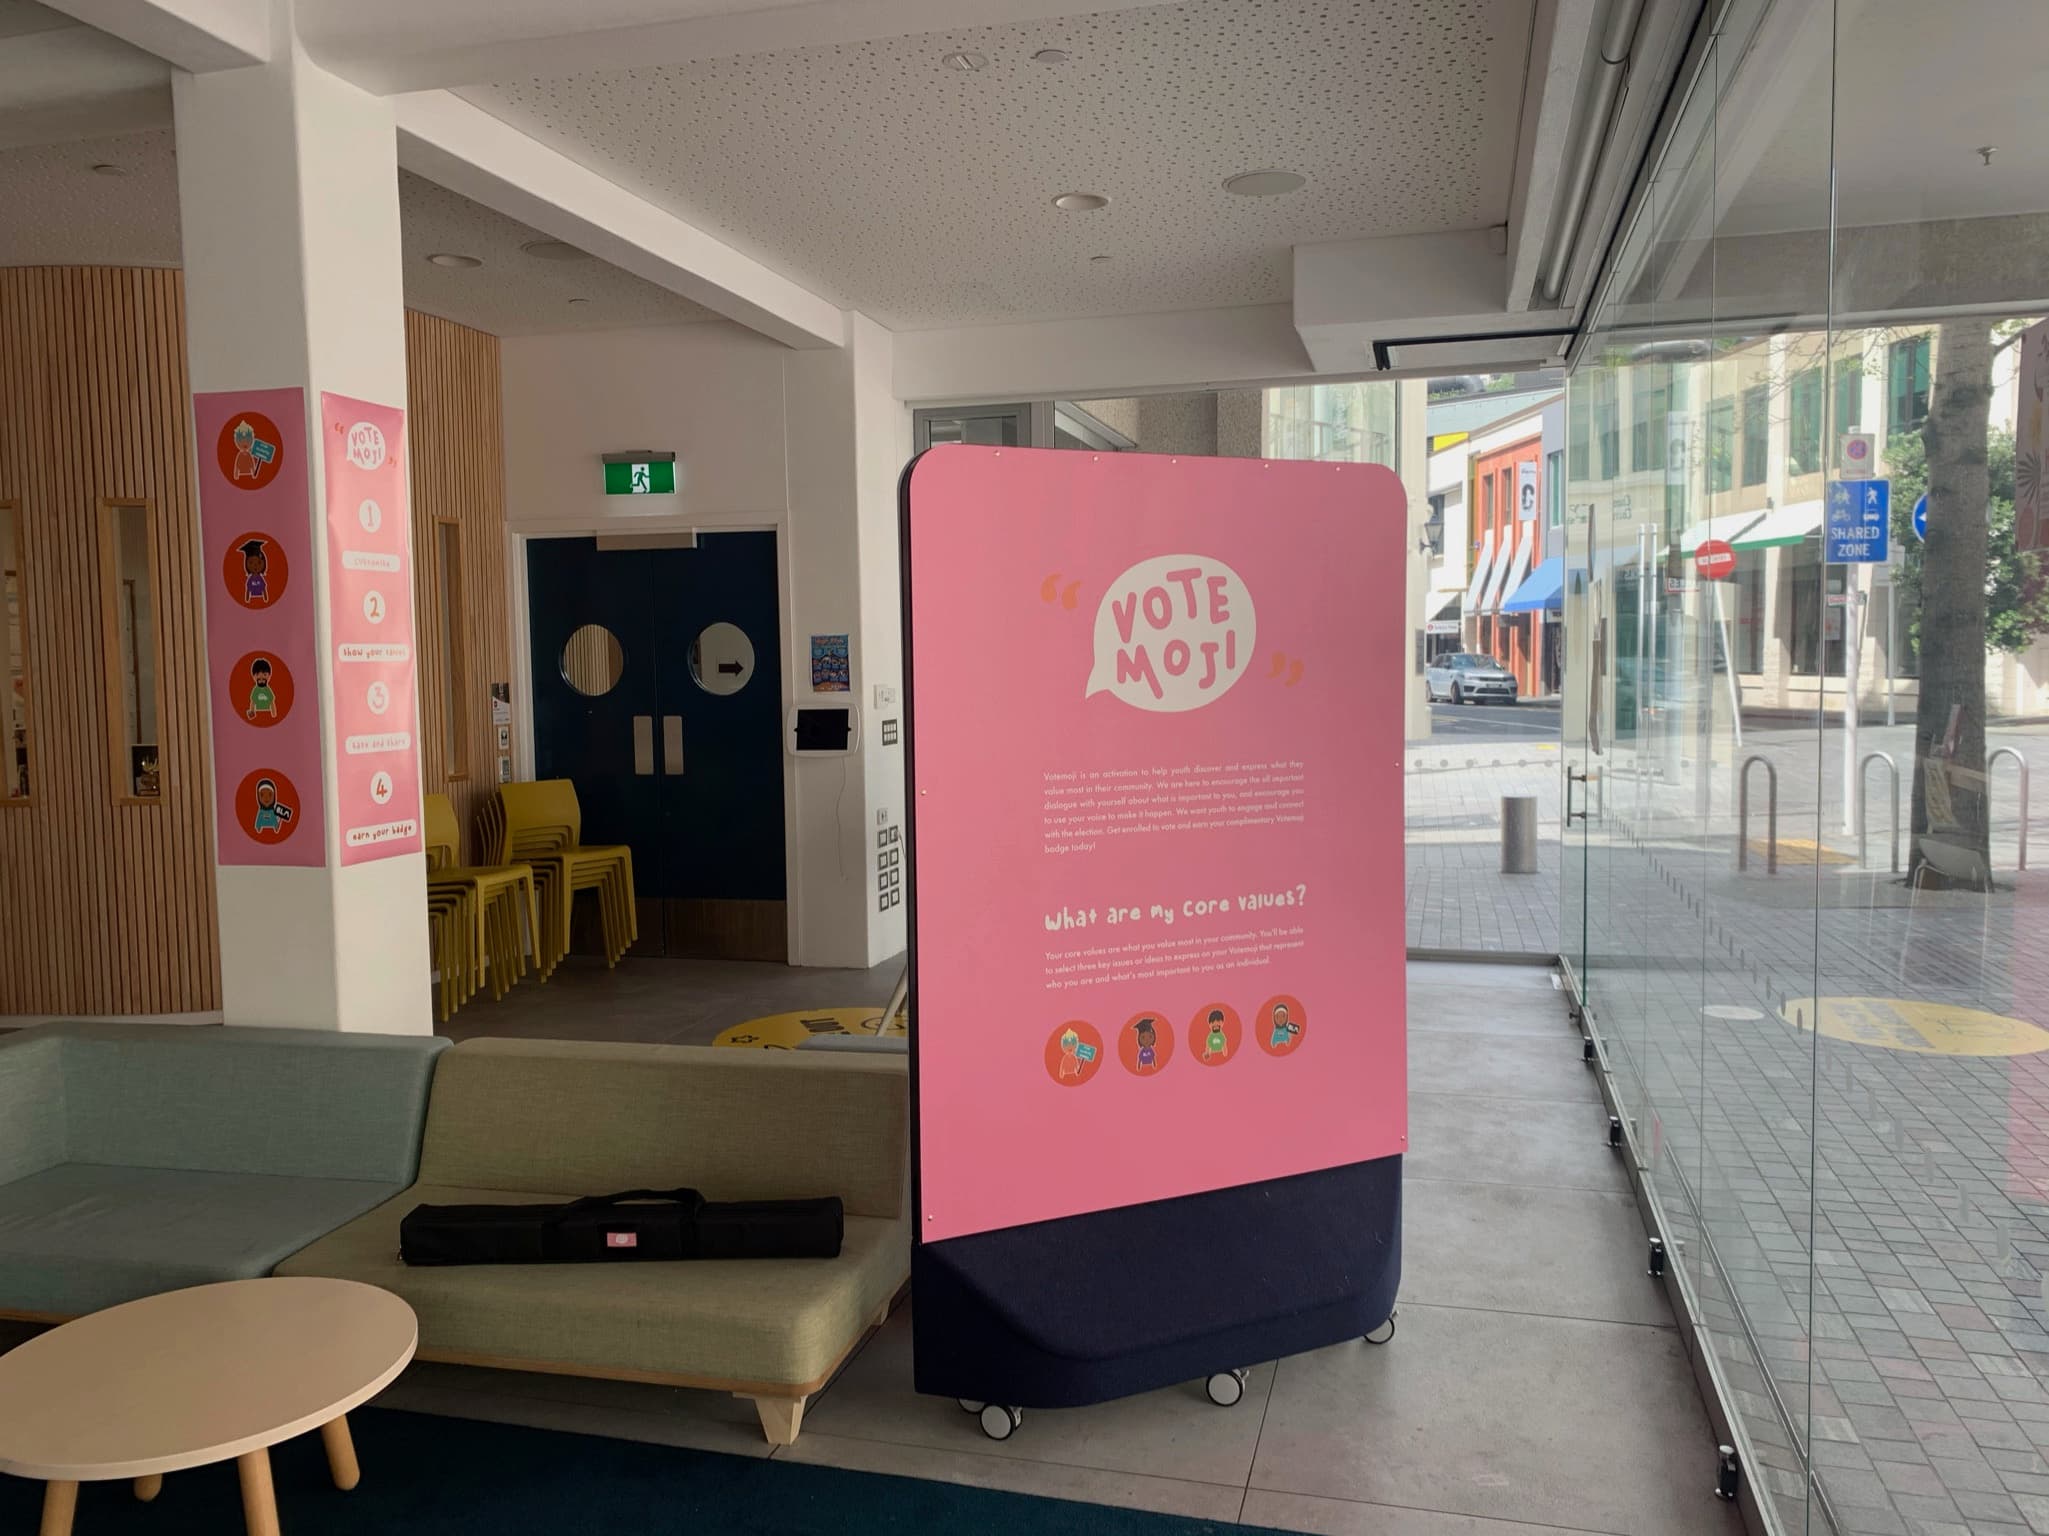 VOTE
MOJI
1
customise
2
show your values
3
save and share
4
earn your badge
VOTE
MOJI
Votemoji is an activation to help youth discover and express what they
value most in their community. We are here to encourage the all important
dialogue with yourself about what is important to you, and encourage you
to use your voice to make it happen. We want youth to engage and connect
with the election. Get enrolled to vote and earn your complimentary Votemoji
badge today!
What are my core values?
Your core values are what you value most in your community. You'll be able
to select three key issues or ideas to express on your Votemoji that represent
who you are and what's most important to you as an individual.
SHARED
ZONE